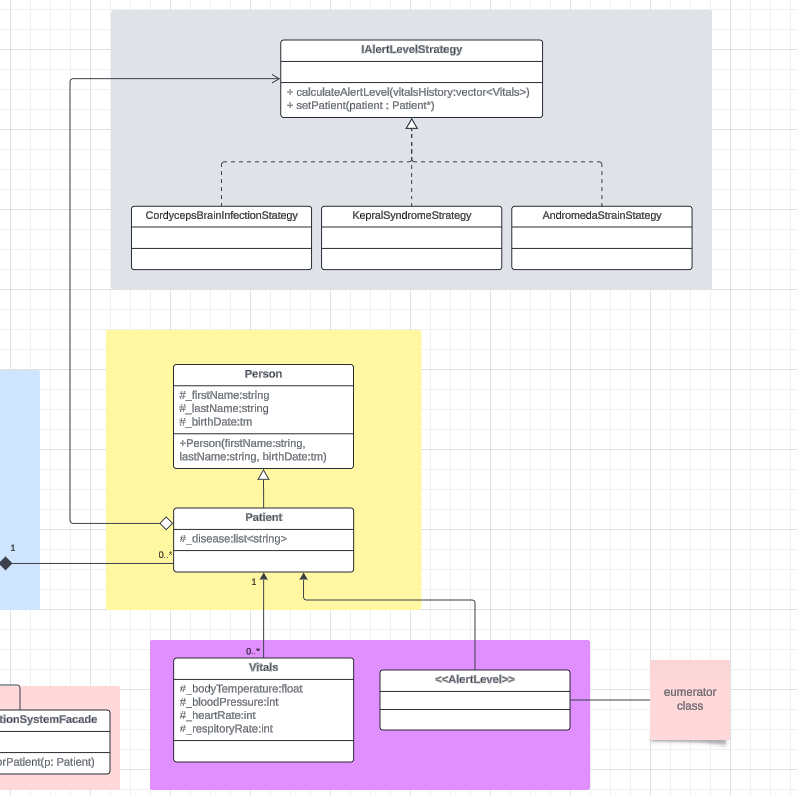 IAlertLevelStrategy
+ calculateAlertLevel(vitalsHistory:vector<Vitals>)
+ setPatient(patient : Patient*)
CordycepsBrainInfectionStategy
KepralSyndromeStrategy
AndromedaStrainStategy
Person
#_firstName:string
#_lastName:string
#_birthDate:tm
+Person(firstName:string,
lastName:string, birthDate:tm)
Patient
#_disease:list<string>
1
0..*
1
0..*
Vitals
#_bodyTemperature:float
#_bloodPressure:int
#_heartRate:int
#_respitoryRate:int
<<AlertLevel>>
eumerator
class
tionSystemFacade
orPatient(p: Patient)